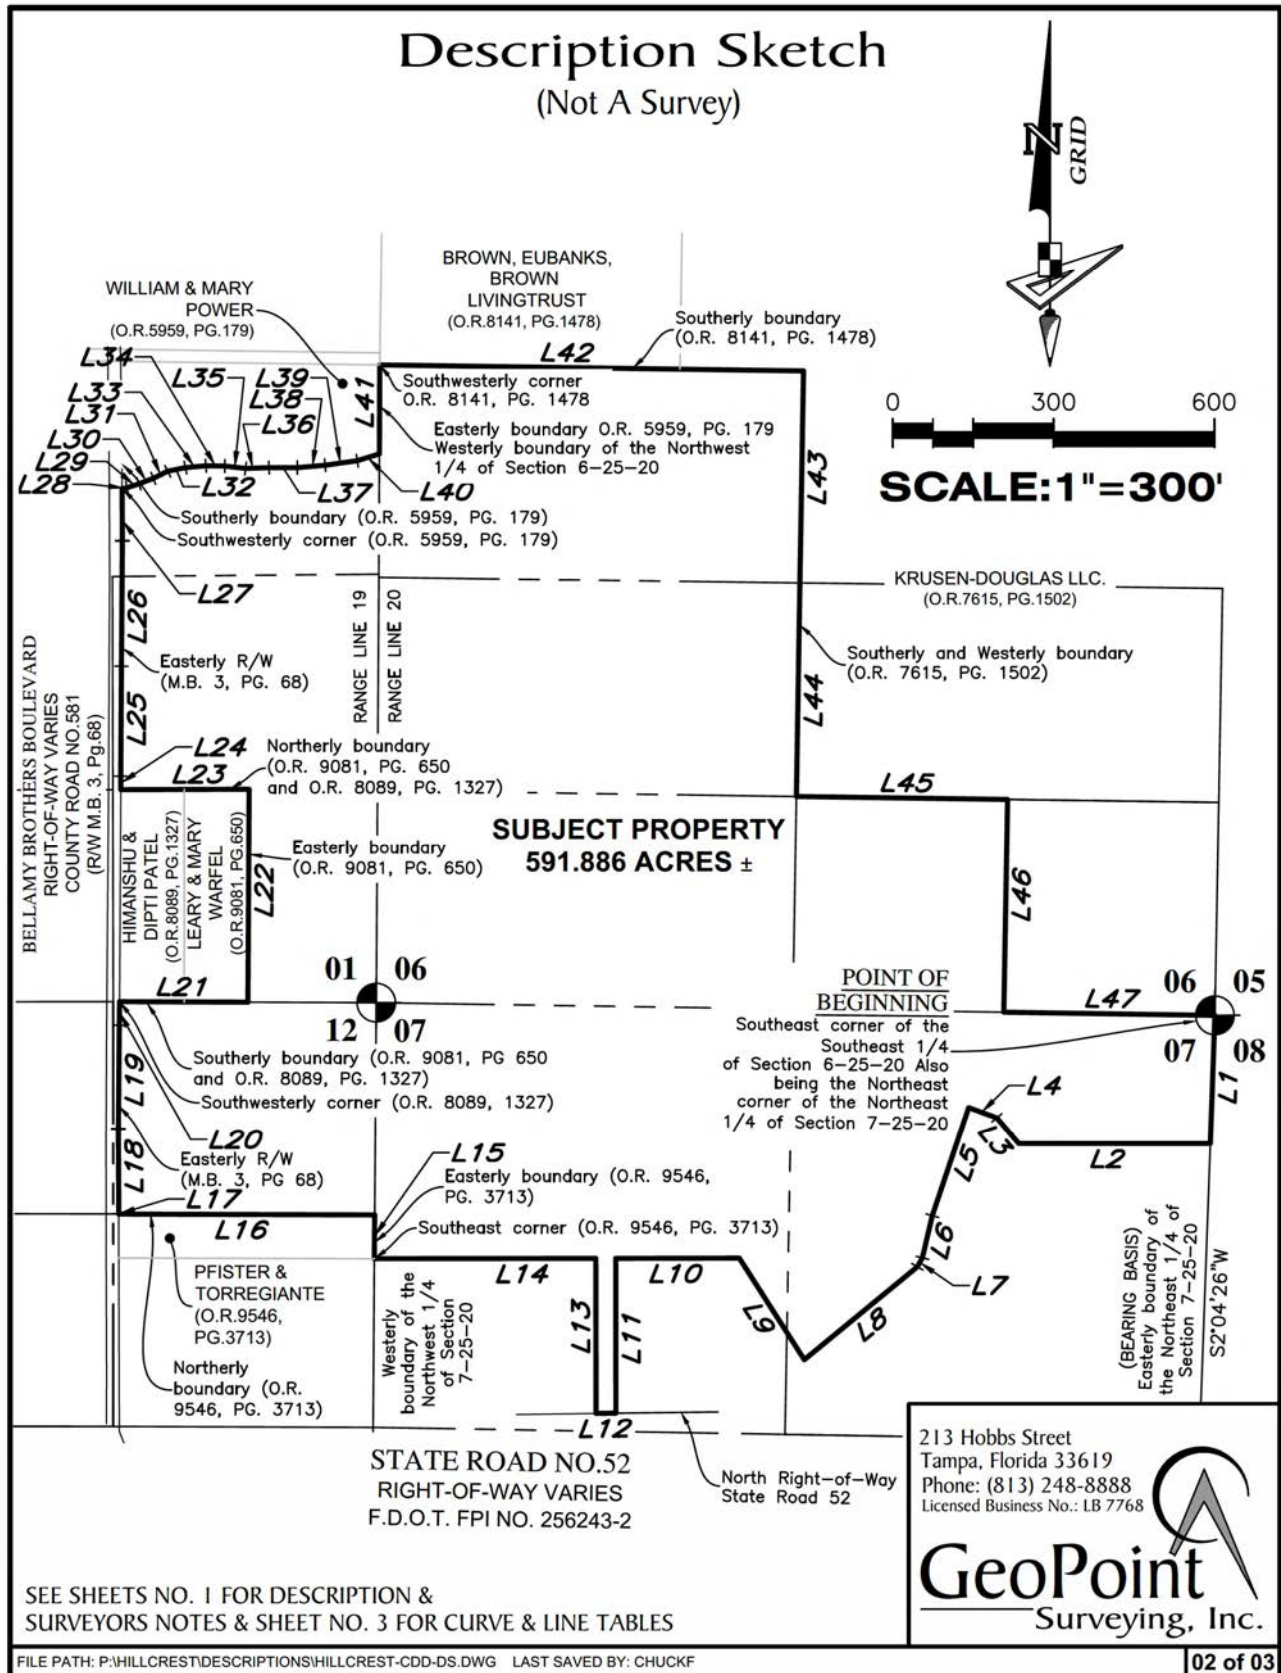 Description Sketch
(Not A Survey)
N
GRID
BROWN, EUBANKS,
BROWN
LIVINGTRUST
(O.R.8141, PG.1478)
WILLIAM & MARY
POWER
(O.R.5959, PG.179)
Southerly boundary
(O.R. 8141, PG. 1478)
L42
L34
L33
L31
L30
L29
L28
L35
L39
L38
L36
L32
L37
L40
L41
Southwesterly corner
O.R. 8141, PG. 1478
Easterly boundary O.R. 5959, PG. 179
Westerly boundary of the Northwest
1/4 of Section 6-25-20
0 300 600
SCALE:1"=300'
L43
Southerly boundary (O.R. 5959, PG. 179)
Southwesterly corner (O.R. 5959, PG. 179)
L27
L26
RANGE LINE 19
RANGE LINE 20
KRUSEN-DOUGLAS LLC.
(O.R.7615, PG.1502)
Easterly R/W
(M.B. 3, PG. 68)
Southerly and Westerly boundary
(O.R. 7615, PG. 1502)
BELLAMY BROTHERS BOULEVARD
RIGHT-OF-WAY VARIES
COUNTY ROAD NO.581
(R/W M.B. 3, Pg.68)
L25
L44
L24
L23
Northerly boundary
(O.R. 9081, PG. 650
and O.R. 8089, PG. 1327)
L45
SUBJECT PROPERTY
591.886 ACRES ±
HIMANSHU &
DIPTI PATEL
(O.R.8089, PG.1327)
LEARY & MARY
WARFEL
(O.R.9081, PG.650)
L22
Easterly boundary
(O.R. 9081, PG. 650)
L46
L21
01 06
12 07
POINT OF
BEGINNING
Southeast corner of the
Southeast 1/4
of Section 6-25-20 Also
being the Northeast
corner of the Northeast
1/4 of Section 7-25-20
L47
06 05
07 08
L1
Southerly boundary (O.R. 9081, PG 650
and O.R. 8089, PG. 1327)
Southwesterly corner (O.R. 8089, 1327)
L19
L20
L18
Easterly R/W
(M.B. 3, PG 68)
L17
L16
L15
Easterly boundary (O.R. 9546,
PG. 3713)
Southeast corner (O.R. 9546, PG. 3713)
L4
L3
L2
L5
L6
L7
L8
L9
L10
L11
L13
L14
L12
PFISTER &
TORREGIANTE
(O.R.9546,
PG.3713)
Northerly
boundary (O.R.
9546, PG. 3713)
Westerly
boundary of the
Northwest 1/4
of Section
7-25-20
(BEARING BASIS)
Easterly boundary of
the Northeast 1/4 of
Section 7-25-20
S2°04'26"W
STATE ROAD NO.52
RIGHT-OF-WAY VARIES
F.D.O.T. FPI NO. 256243-2
North Right-of-Way
State Road 52
213 Hobbs Street
Tampa, Florida 33619
Phone: (813) 248-8888
Licensed Business No.: LB 7768
GeoPoint
Surveying, Inc.
SEE SHEETS NO. 1 FOR DESCRIPTION &
SURVEYORS NOTES & SHEET NO. 3 FOR CURVE & LINE TABLES
FILE PATH: P:\HILLCREST\DESCRIPTIONS\HILLCREST-CDD-DS.DWG LAST SAVED BY: CHUCKF
02 of 03